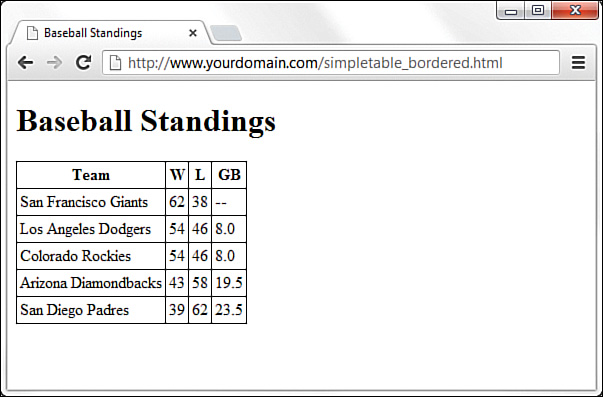 Baseball Standings
http://www.yourdomain.com/simpletable_bordered.html
Baseball Standings
Team W L GB
San Francisco Giants 62 38 --
Los Angeles Dodgers 54 46 8.0
Colorado Rockies 54 46 8.0
Arizona Diamondbacks 43 58 19.5
San Diego Padres 39 62 23.5